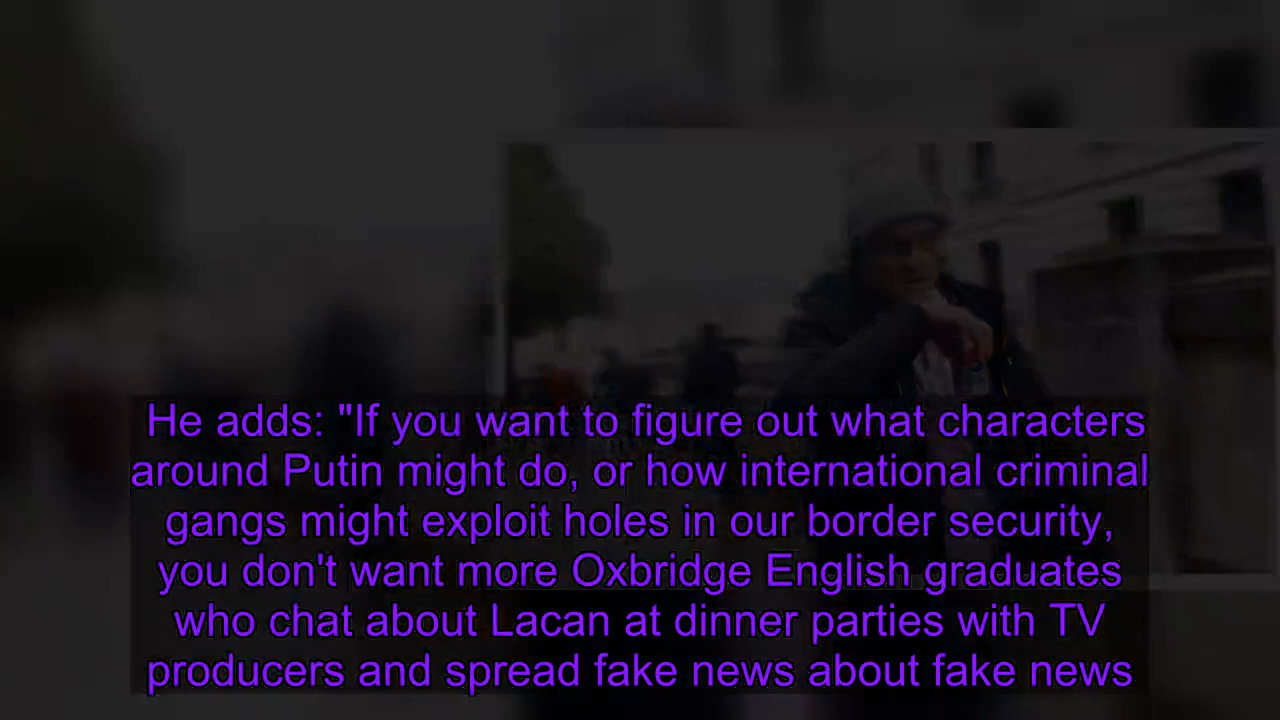 He adds: "If you want to figure out what characters
around Putin might do, or how international criminal
gangs might exploit holes in our border security,
you don't want more Oxbridge English graduates
who chat about Lacan at dinner parties with TV
producers and spread fake news about fake news